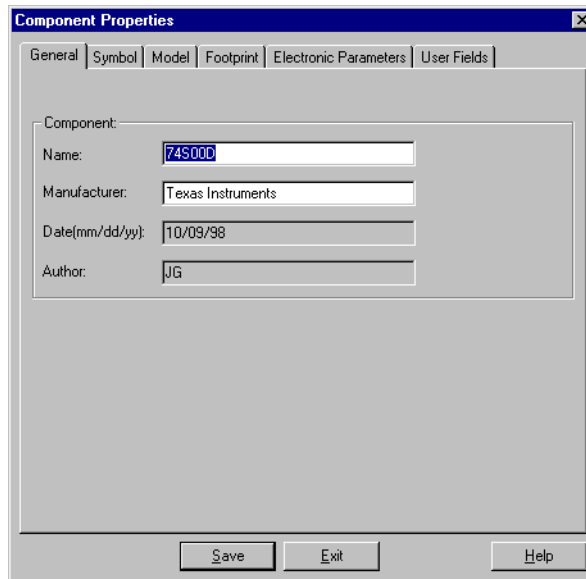 Component Properties
General Symbol Model Footprint Electronic Parameters User Fields
Component:
Name: 74S00D
Manufacturer: Texas Instruments
Date(mm/dd/yy): 10/09/98
Author: JG
Save Exit Help